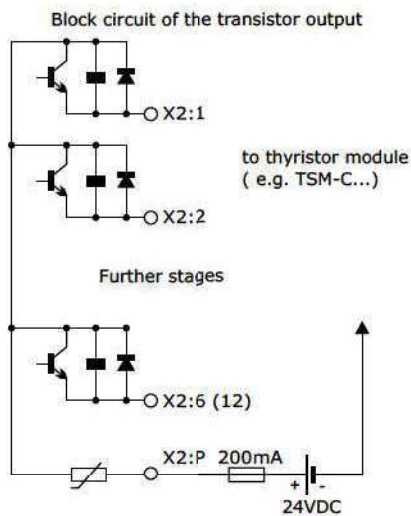 Block circuit of the transistor output
X2:1
to thyristor module
( e.g. TSM-C...)
X2:2
Further stages
X2:6 (12)
X2:P 200mA
+ -
24VDC